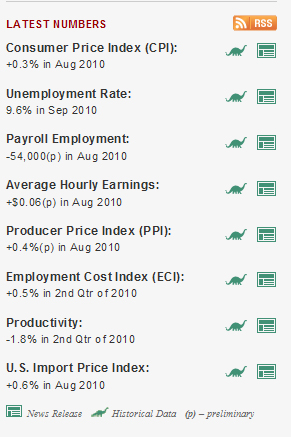 LATEST NUMBERS
RSS
Consumer Price Index (CPI):
+0.3% in Aug 2010
Unemployment Rate:
9.6% in Sep 2010
Payroll Employment:
-54,000(p) in Aug 2010
Average Hourly Earnings:
+$0.06(p) in Aug 2010
Producer Price Index (PPI):
+0.4%(p) in Aug 2010
Employment Cost Index (ECI):
+0.5% in 2nd Qtr of 2010
Productivity:
-1.8% in 2nd Qtr of 2010
U.S. Import Price Index:
+0.6% in Aug 2010
News Release Historical Data (p) – preliminary